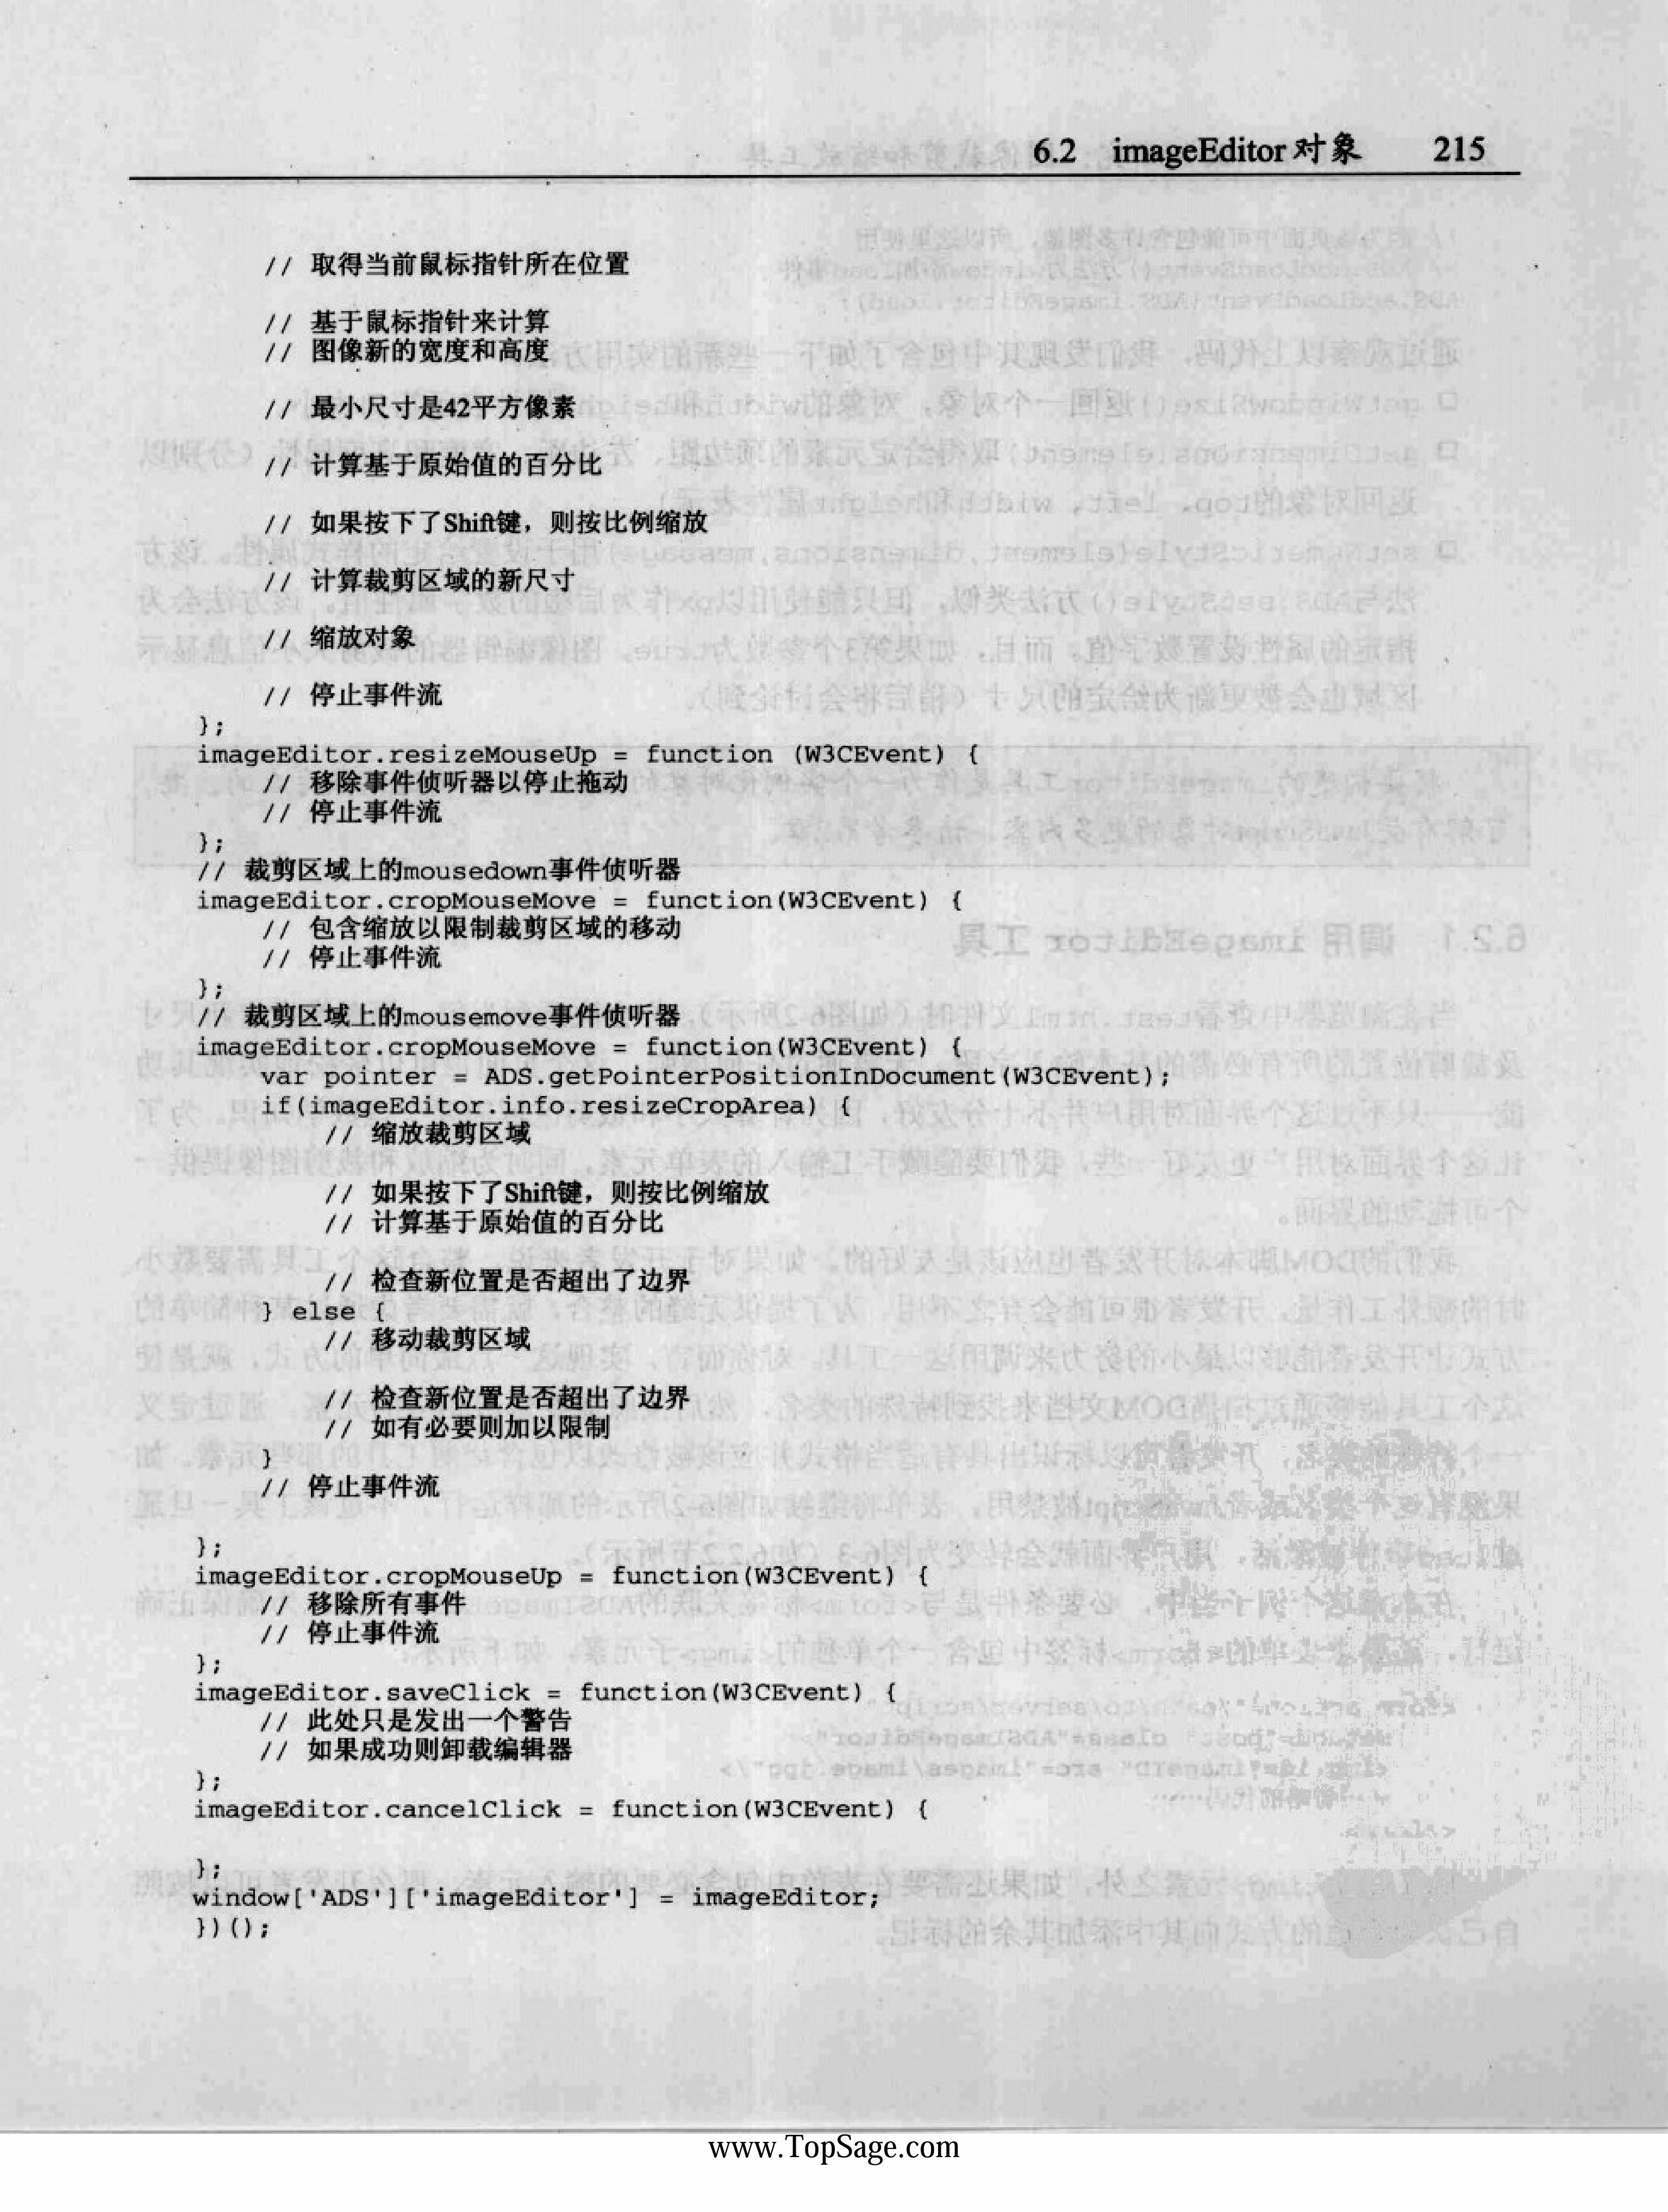 6.2 imageEditor对象 215
// 取得当前鼠标指针所在位置
// 基于鼠标指针来计算
// 图像新的宽度和高度
// 最小尺寸是42平方像素
// 计算基于原始值的百分比
// 如果按下了Shift键，则按比例缩放
// 计算裁剪区域的新尺寸
// 缩放对象
// 停止事件流
};
imageEditor.resizeMouseUp = function (W3CEvent) {
// 移除事件侦听器以停止拖动
// 停止事件流
};
// 裁剪区域上的mousedown事件侦听器
imageEditor.cropMouseMove = function(W3CEvent) {
// 包含缩放以限制裁剪区域的移动
// 停止事件流
};
// 裁剪区域上的mousemove事件侦听器
imageEditor.cropMouseMove = function(W3CEvent) {
var pointer = ADS.getPointerPositionInDocument(W3CEvent);
if(imageEditor.info.resizeCropArea) {
// 缩放裁剪区域
// 如果按下了Shift键，则按比例缩放
// 计算基于原始值的百分比
// 检查新位置是否超出了边界
} else {
// 移动裁剪区域
// 检查新位置是否超出了边界
// 如有必要则加以限制
}
// 停止事件流
};
imageEditor.cropMouseUp = function(W3CEvent) {
// 移除所有事件
// 停止事件流
};
imageEditor.saveClick = function(W3CEvent) {
// 此处只是发出一个警告
// 如果成功则卸载编辑器
};
imageEditor.cancelClick = function(W3CEvent) {
};
window['ADS']['imageEditor'] = imageEditor;
})();
www.TopSage.com